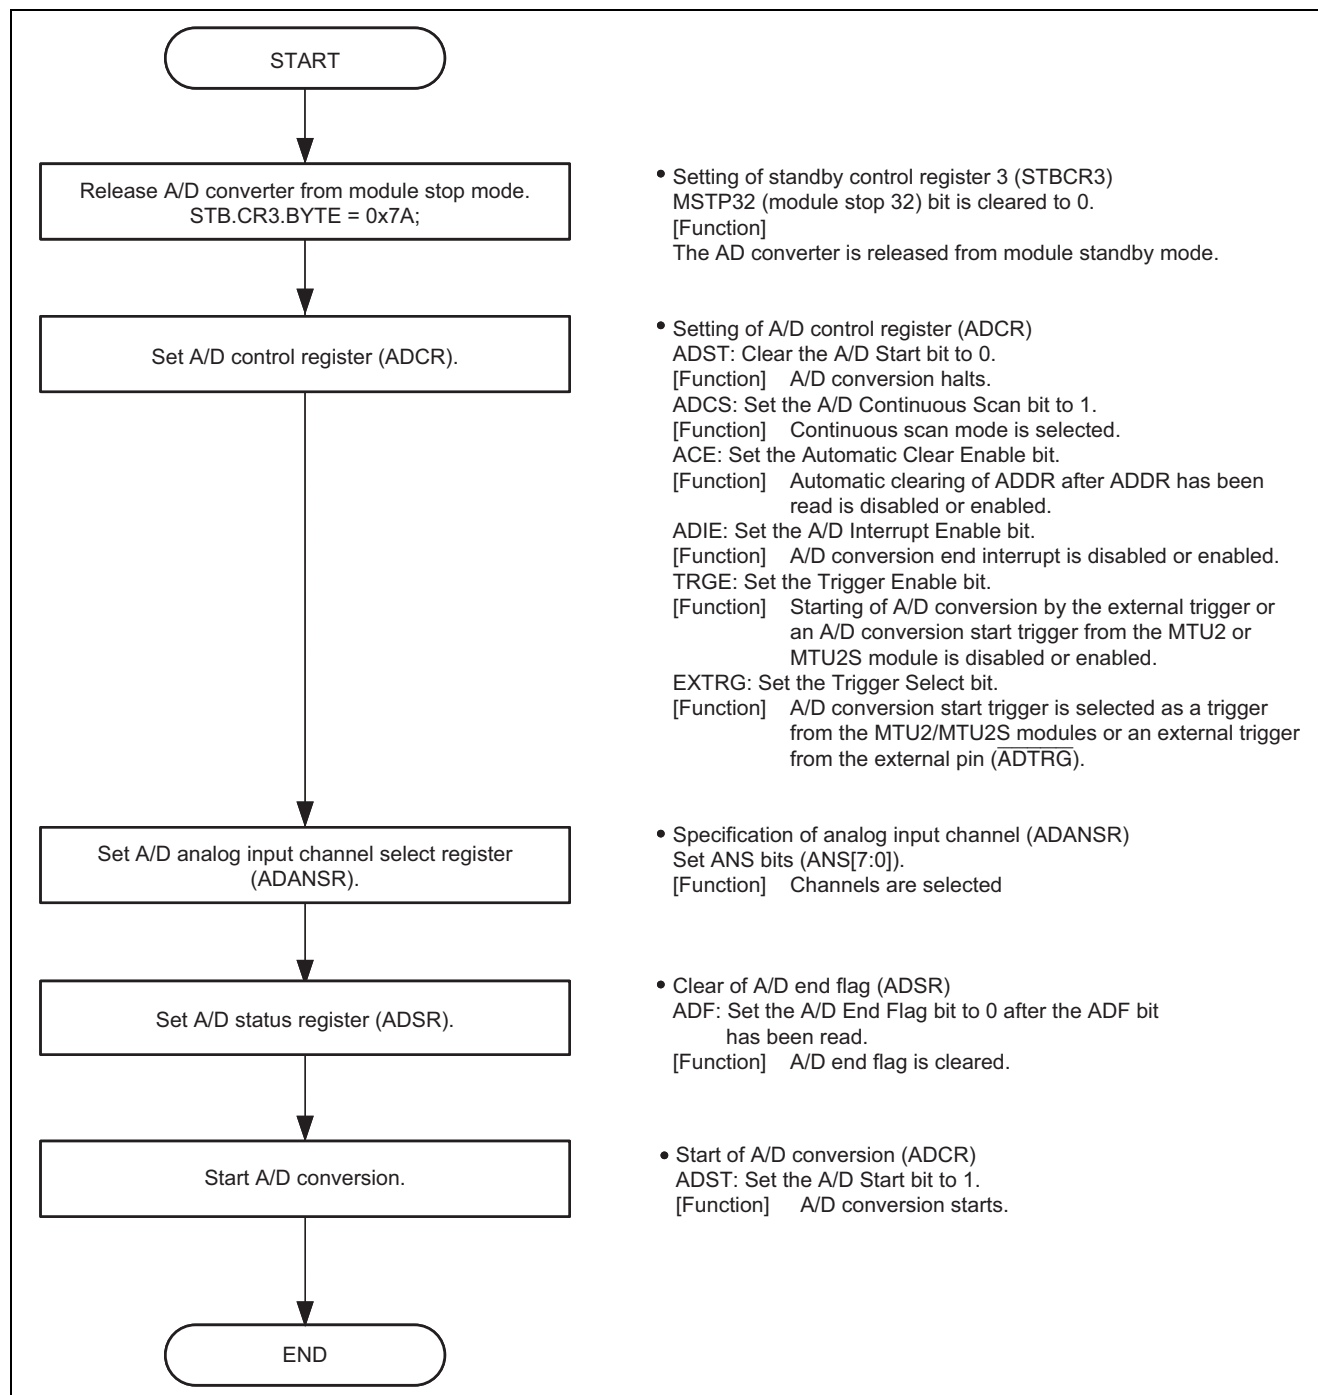 START
Release A/D converter from module stop mode.
STB.CR3.BYTE = 0x7A;
• Setting of standby control register 3 (STBCR3)
MSTP32 (module stop 32) bit is cleared to 0.
[Function]
The AD converter is released from module standby mode.
Set A/D control register (ADCR).
• Setting of A/D control register (ADCR)
ADST: Clear the A/D Start bit to 0.
[Function] A/D conversion halts.
ADCS: Set the A/D Continuous Scan bit to 1.
[Function] Continuous scan mode is selected.
ACE: Set the Automatic Clear Enable bit.
[Function] Automatic clearing of ADDR after ADDR has been
read is disabled or enabled.
ADIE: Set the A/D Interrupt Enable bit.
[Function] A/D conversion end interrupt is disabled or enabled.
TRGE: Set the Trigger Enable bit.
[Function] Starting of A/D conversion by the external trigger or
an A/D conversion start trigger from the MTU2 or
MTU2S module is disabled or enabled.
EXTRG: Set the Trigger Select bit.
[Function] A/D conversion start trigger is selected as a trigger
from the MTU2/MTU2S modules or an external trigger
from the external pin (ADTRG).
Set A/D analog input channel select register
(ADANSR).
• Specification of analog input channel (ADANSR)
Set ANS bits (ANS[7:0]).
[Function] Channels are selected
Set A/D status register (ADSR).
• Clear of A/D end flag (ADSR)
ADF: Set the A/D End Flag bit to 0 after the ADF bit
has been read.
[Function] A/D end flag is cleared.
Start A/D conversion.
• Start of A/D conversion (ADCR)
ADST: Set the A/D Start bit to 1.
[Function] A/D conversion starts.
END